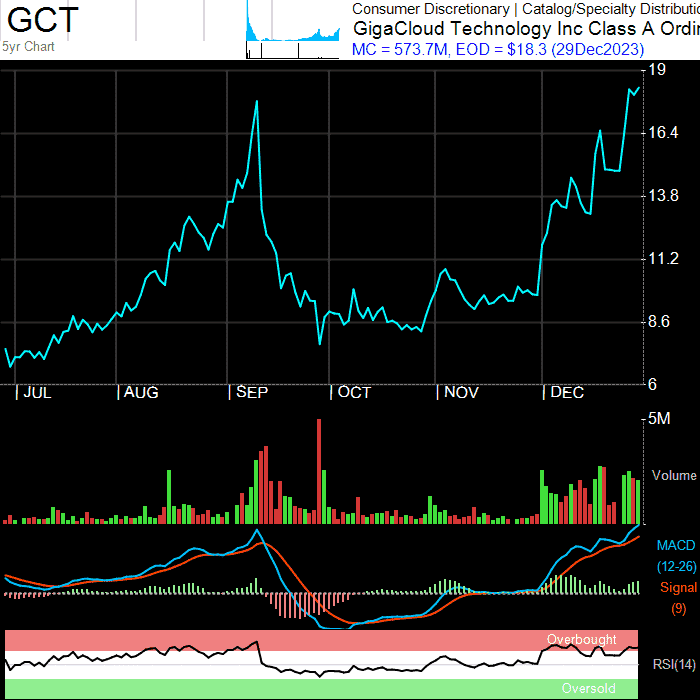 GCT
5yr Chart
Consumer Discretionary | Catalog/Specialty Distributio
GigaCloud Technology Inc Class A Ordin
MC = 573.7M, EOD = $18.3 (29Dec2023)
19
16.4
13.8
11.2
8.6
6
| JUL | AUG | SEP | OCT | NOV | DEC
5M
Volume
MACD
(12-26)
Signal
(9)
Overbought
RSI(14)
Oversold